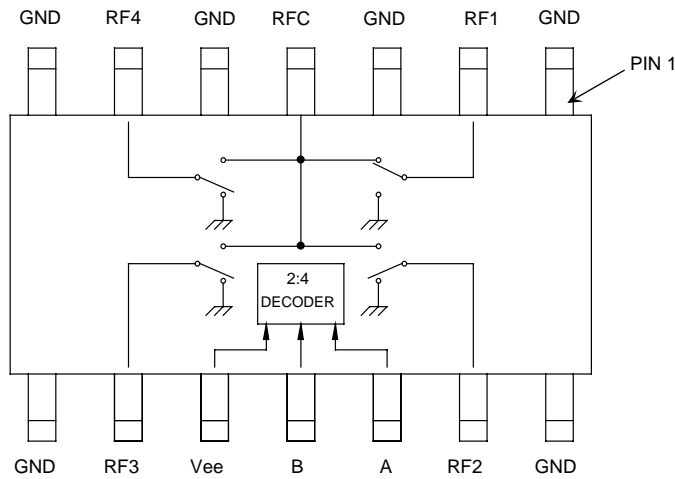 GND RF4 GND RFC GND RF1 GND
PIN 1
2:4
DECODER
GND RF3 Vee B A RF2 GND